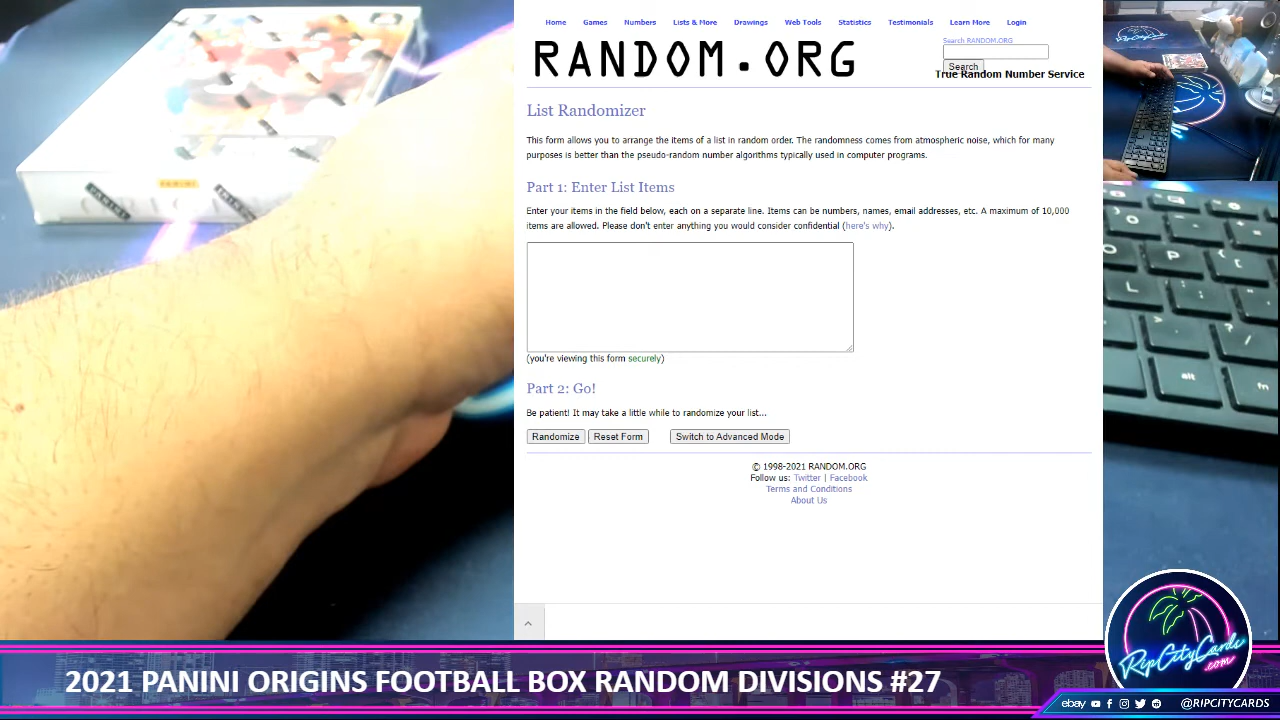 Home Games Numbers Lists & More Drawings Web Tools Statistics Testimonials Learn More Login
RANDOM.ORG
Search RANDOM.ORG
Search
True Random Number Service
List Randomizer
This form allows you to arrange the items of a list in random order. The randomness comes from atmospheric noise, which for many
purposes is better than the pseudo-random number algorithms typically used in computer programs.
Part 1: Enter List Items
Enter your items in the field below, each on a separate line. Items can be numbers, names, email addresses, etc. A maximum of 10,000
items are allowed. Please don't enter anything you would consider confidential (here's why).
(you're viewing this form securely)
Part 2: Go!
Be patient! It may take a little while to randomize your list...
Randomize Reset Form Switch to Advanced Mode
© 1998-2021 RANDOM.ORG
Follow us: Twitter | Facebook
Terms and Conditions
About Us
PANINI
PANINI
O
P
L
alt
fn
2021 PANINI ORIGINS FOOTBALL BOX RANDOM DIVISIONS #27
RipCityCards
.com
ebay @RIPCITYCARDS